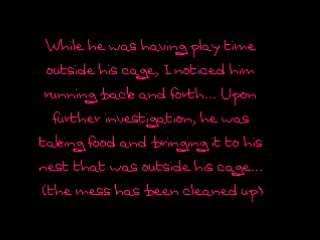 While he was having play time
outside his cage, I noticed him
running back and forth... Upon
further investigation, he was
taking food and bringing it to his
nest that was outside his cage...
(the mess has been cleaned up)